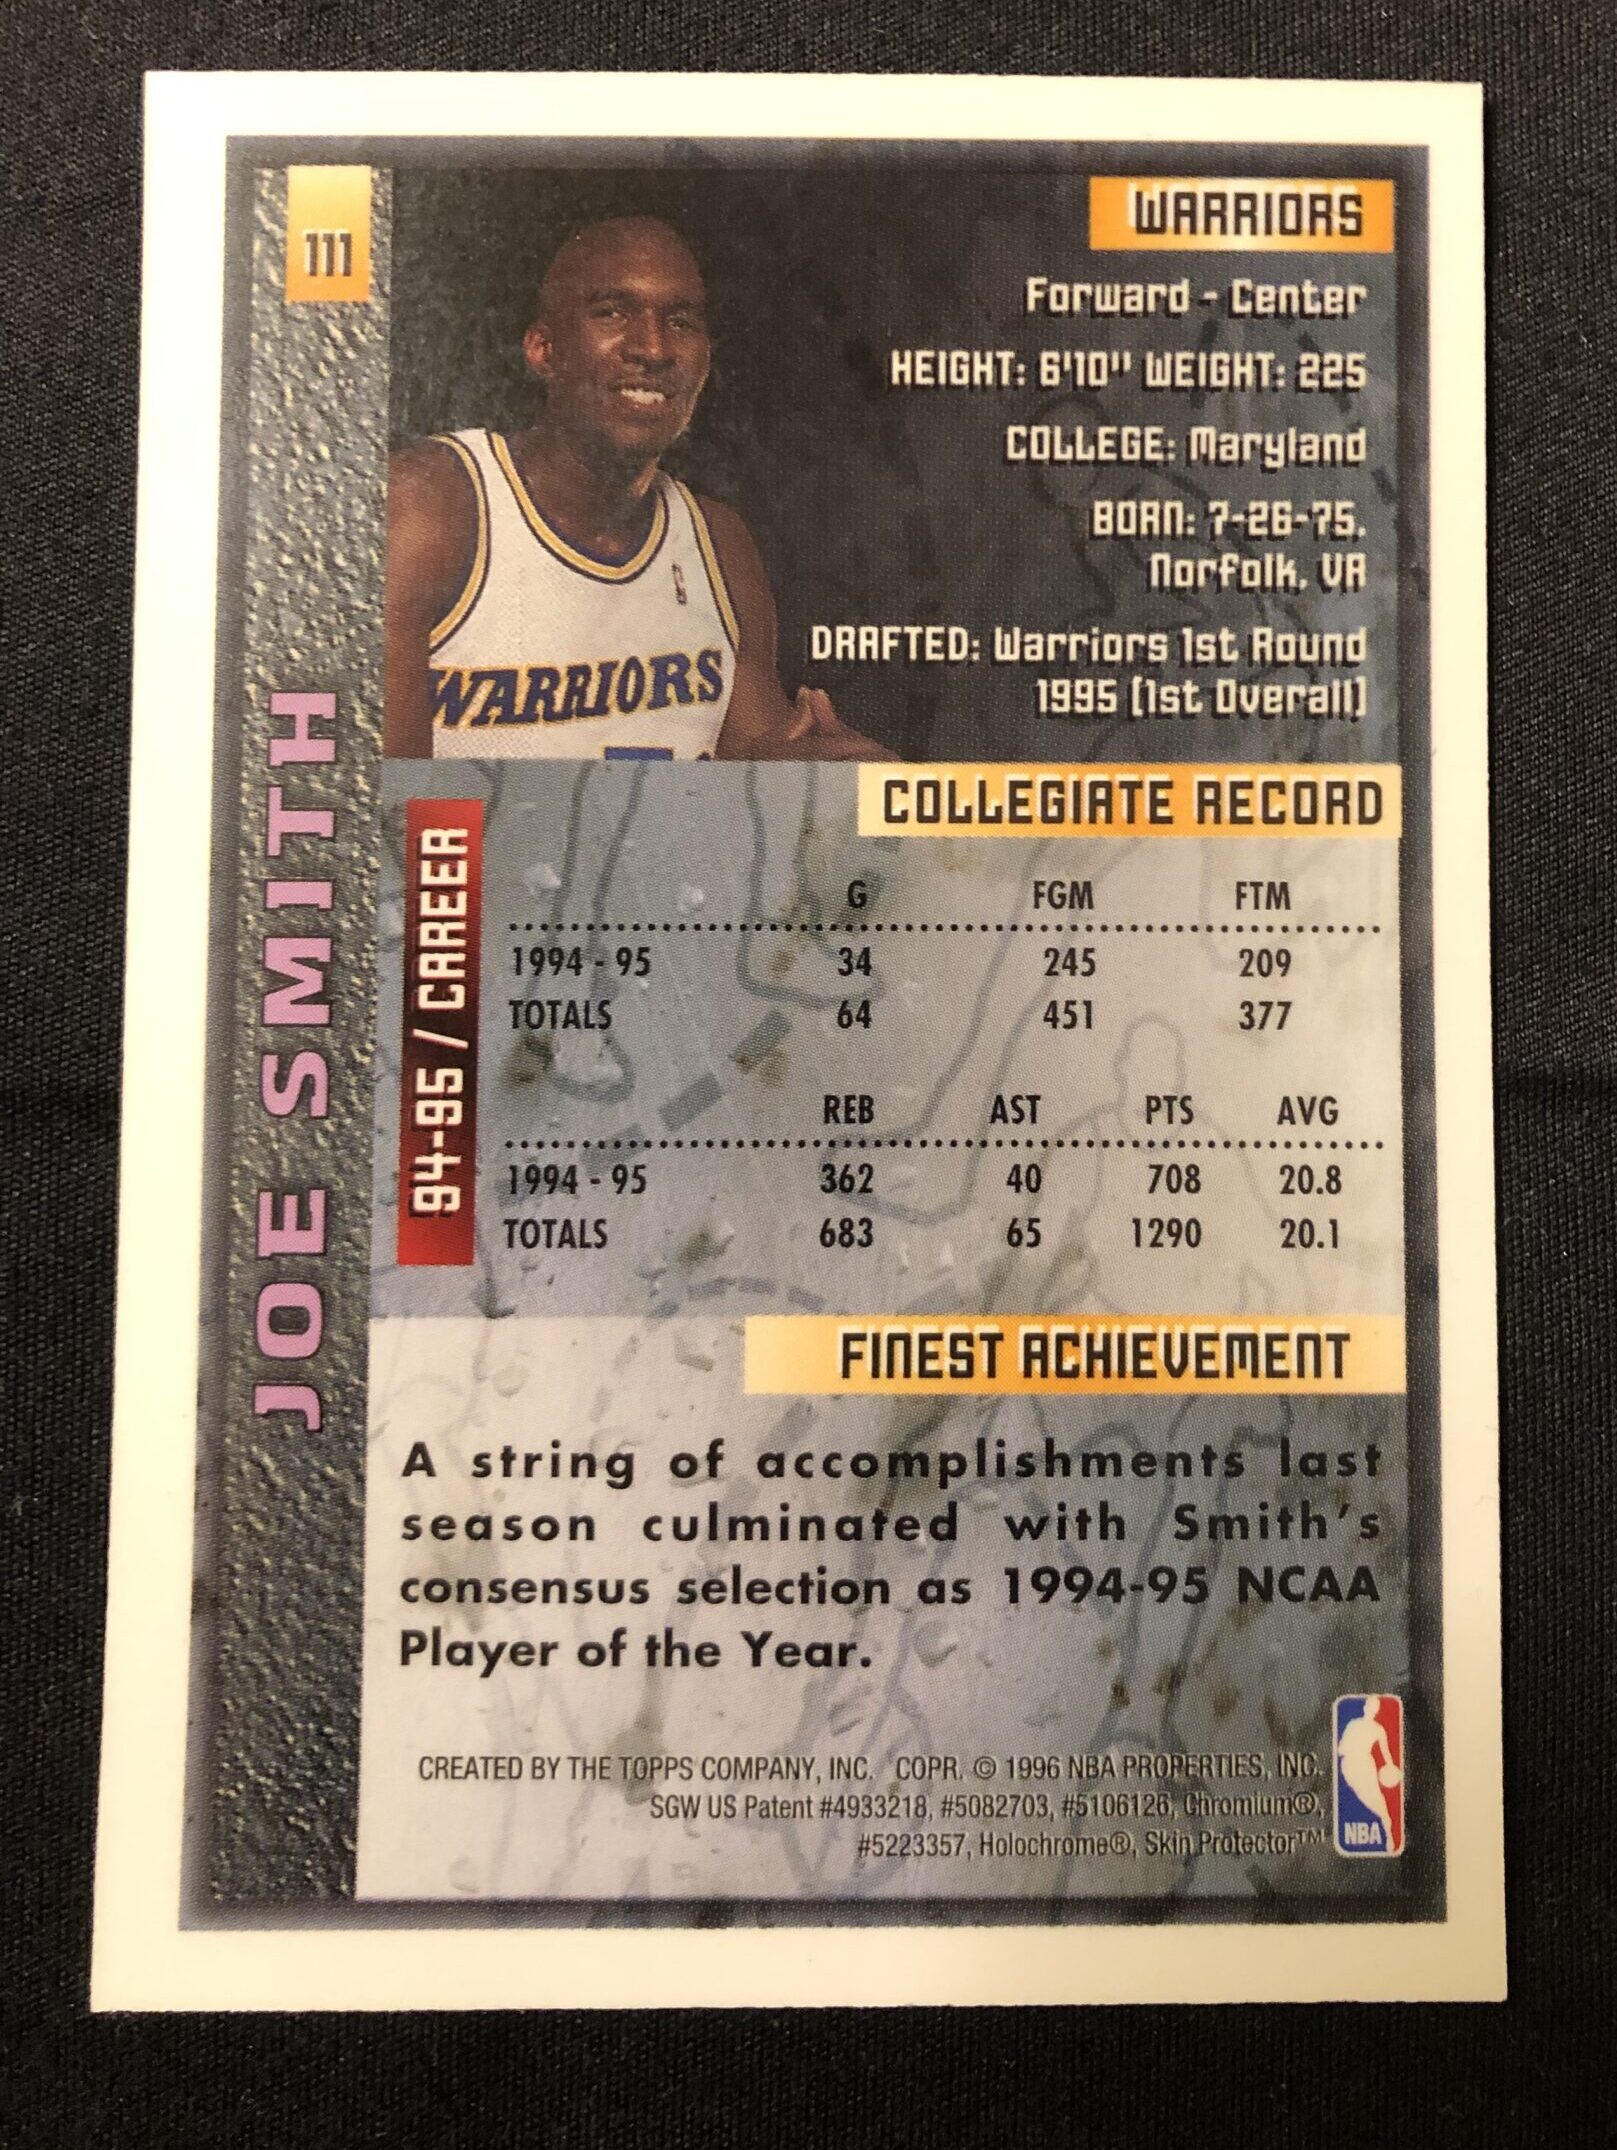 111
WARRIORS
Forward - Center
HEIGHT: 6'10" WEIGHT: 225
COLLEGE: Maryland
BORN: 7-26-75,
Norfolk, VA
DRAFTED: Warriors 1st Round
1995 (1st Overall)
WARRIORS
JOE SMITH
COLLEGIATE RECORD
94-95 / CAREER
G FGM FTM
1994 - 95 34 245 209
TOTALS 64 451 377
REB AST PTS AVG
1994 - 95 362 40 708 20.8
TOTALS 683 65 1290 20.1
FINEST ACHIEVEMENT
A string of accomplishments last
season culminated with Smith's
consensus selection as 1994-95 NCAA
Player of the Year.
CREATED BY THE TOPPS COMPANY, INC. COPR. © 1996 NBA PROPERTIES, INC.
SGW US Patent #4933218, #5082703, #5106126, Chromium®,
#5223357, Holochrome®, Skin Protector™
NBA